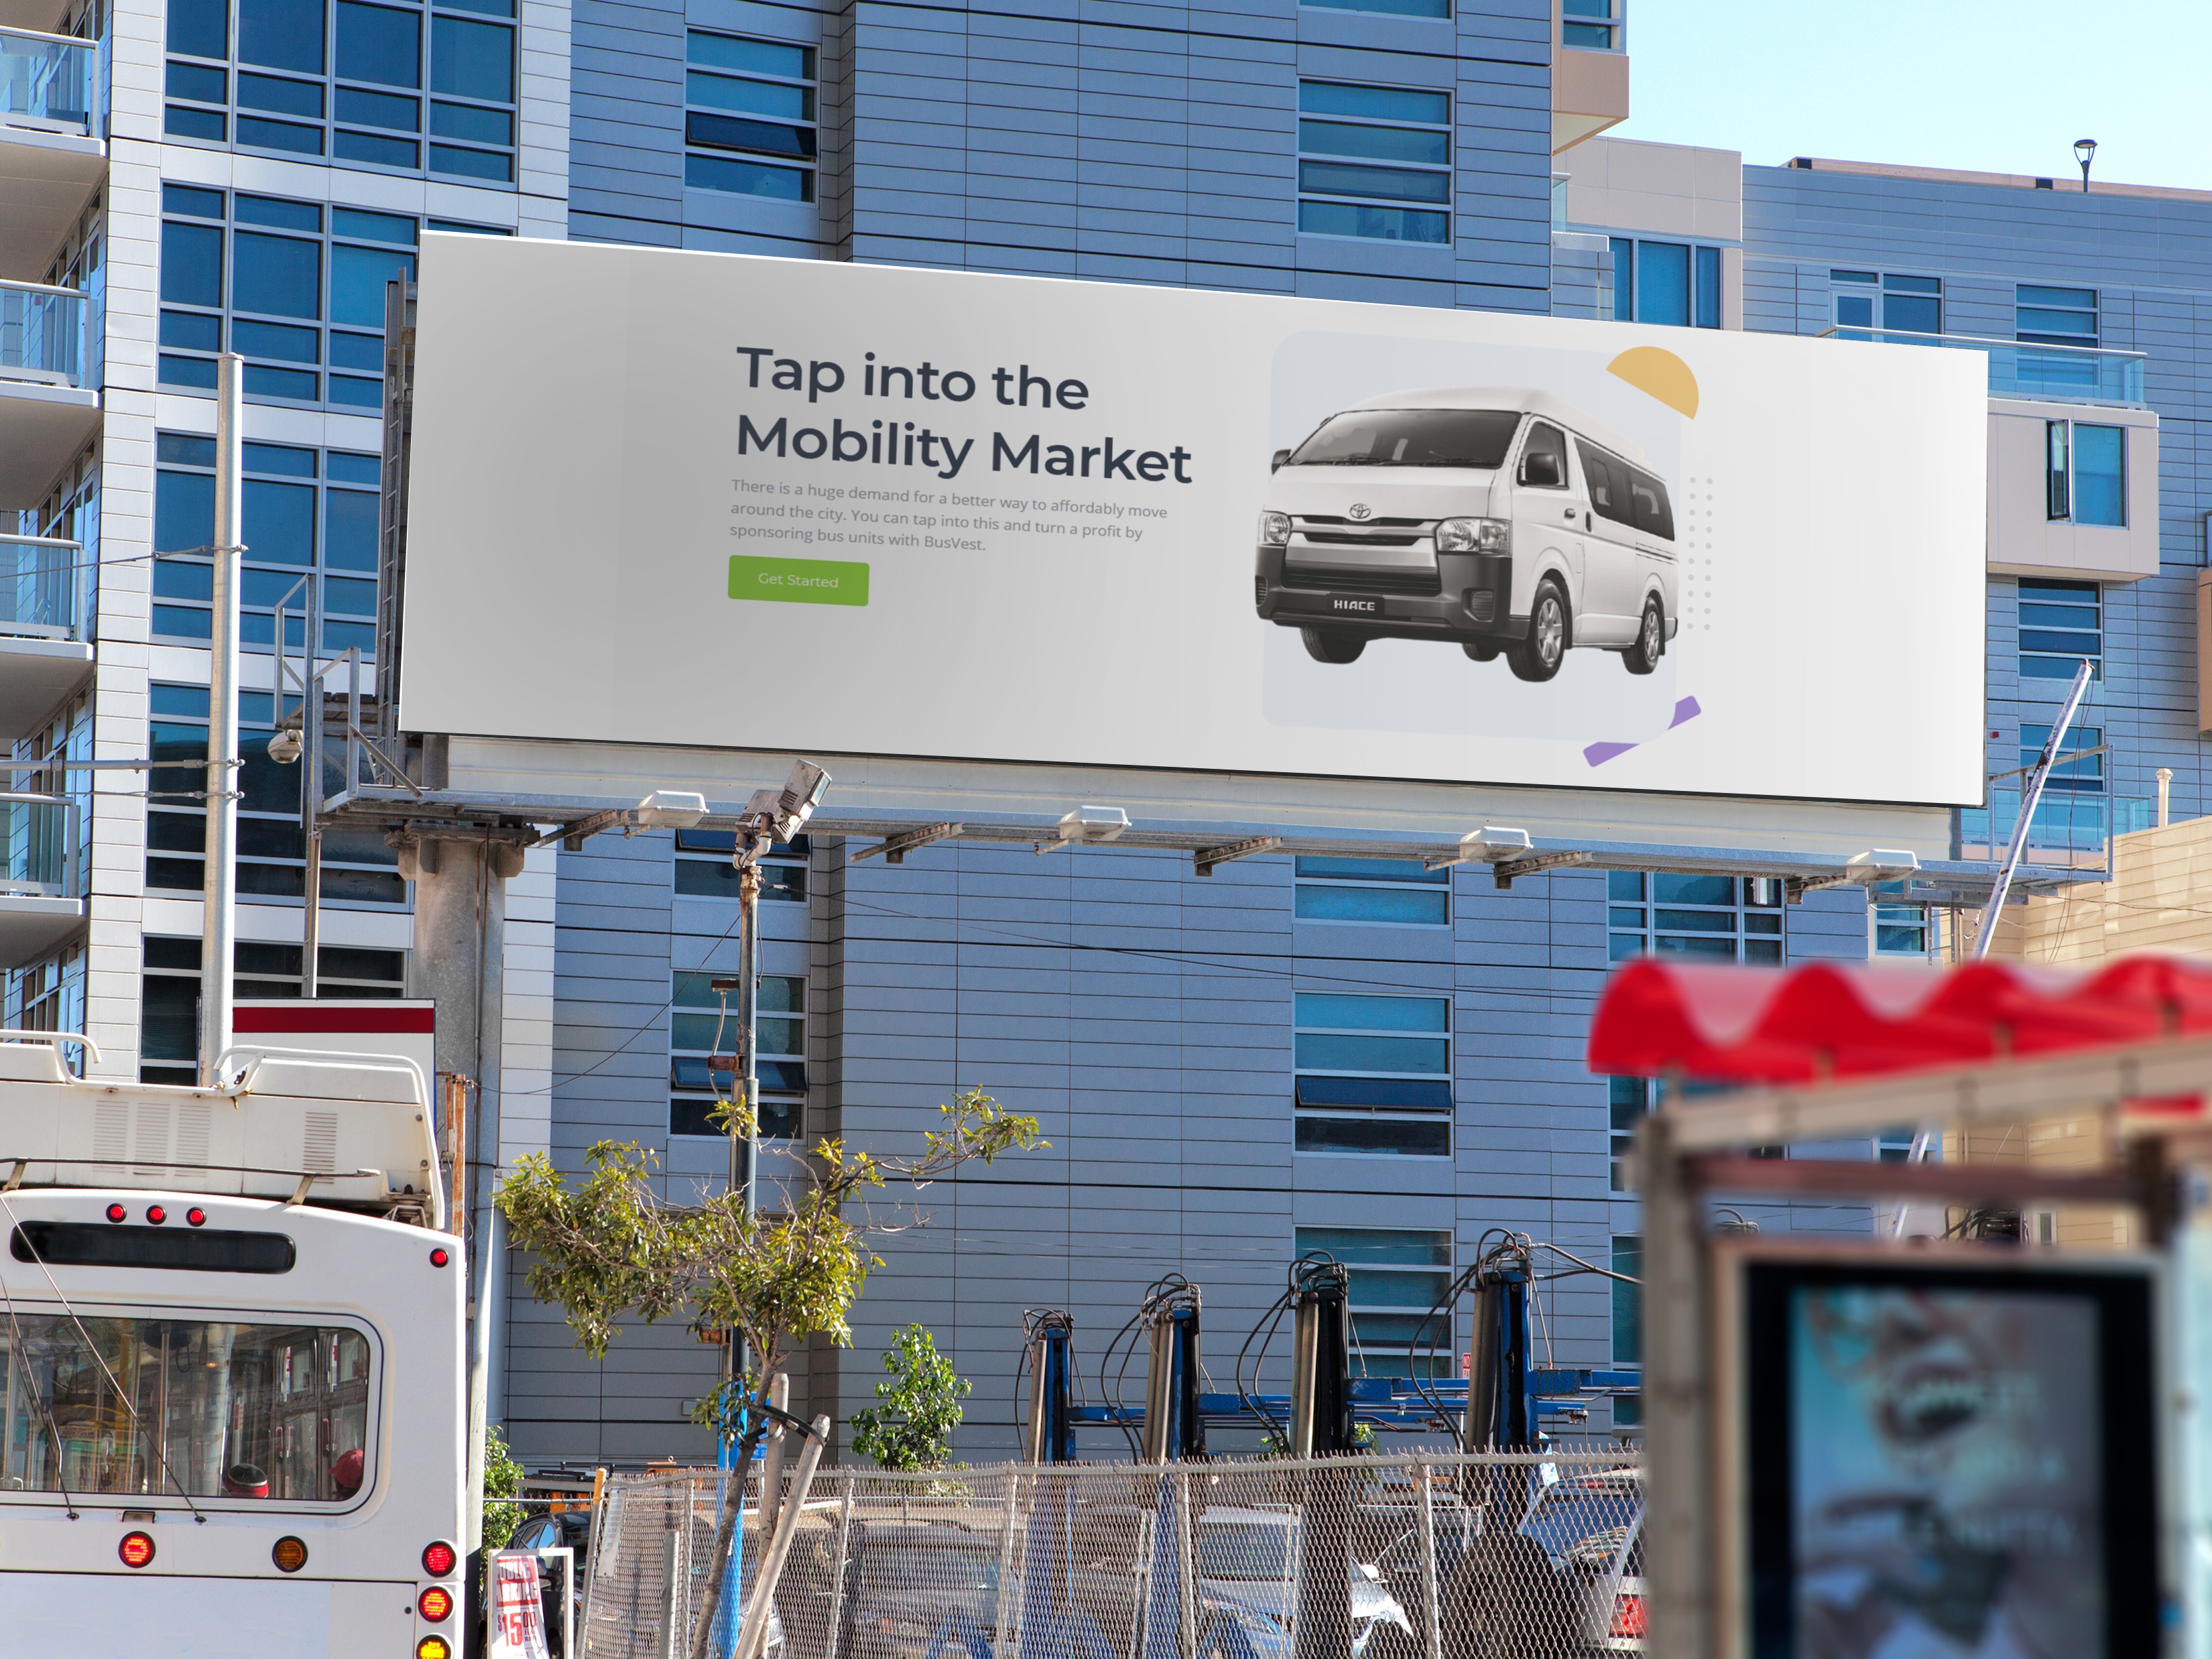 Tap into the
Mobility Market
There is a huge demand for a better way to affordably move
around the city. You can tap into this and turn a profit by
sponsoring bus units with BusVest.
Get Started
HIACE
$1500